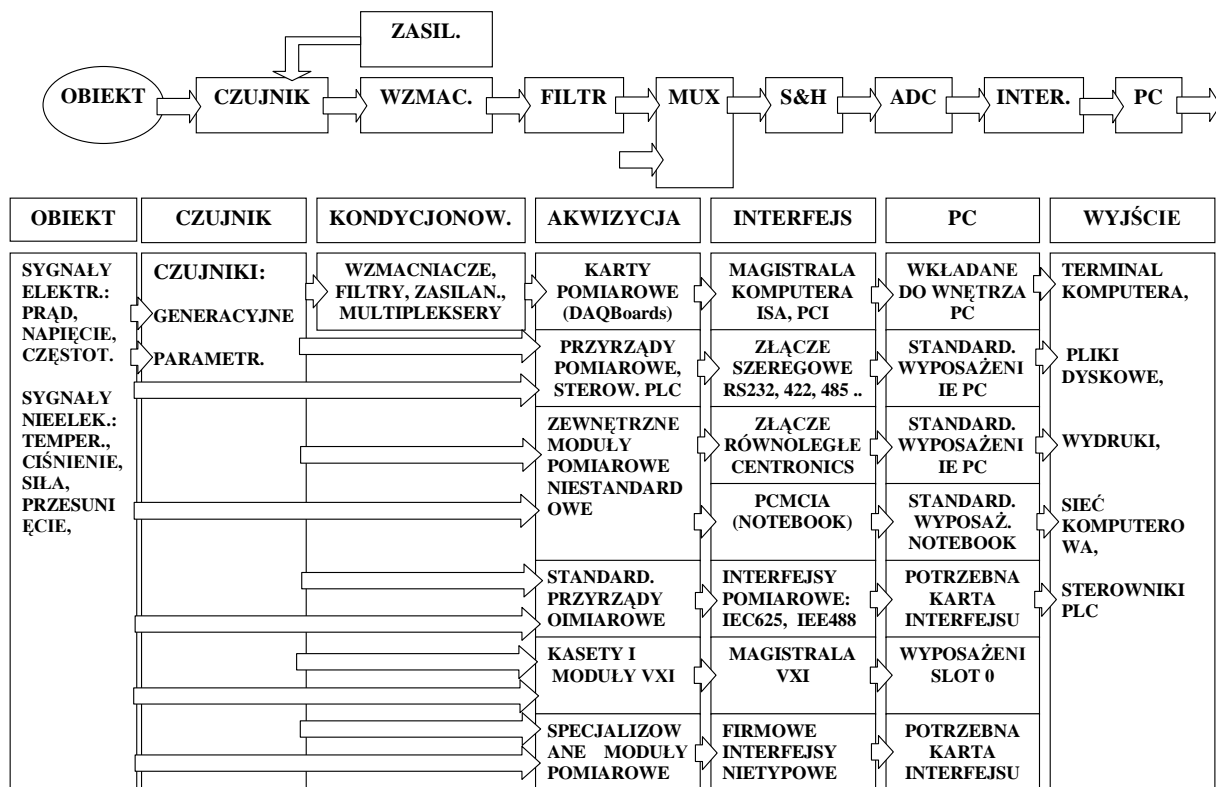 ZASIL.
OBIEKT
CZUJNIK
WZMAC.
FILTR
MUX
S&H
ADC
INTER.
PC
OBIEKT
CZUJNIK
KONDYCJONOW.
AKWIZYCJA
INTERFEJS
PC
WYJŚCIE
SYGNAŁY
ELEKTR.:
PRĄD,
NAPIĘCIE,
CZĘSTOT.
SYGNAŁY
NIEELEK.:
TEMPER.,
CIŚNIENIE,
SIŁA,
PRZESUNI
ĘCIE,
CZUJNIKI:
GENERACYJNE
PARAMETR.
WZMACNIACZE,
FILTRY, ZASILAN.,
MULTIPLEKSERY
KARTY
POMIAROWE
(DAQBoards)
MAGISTRALA
KOMPUTERA
ISA, PCI
WKŁADANE
DO WNĘTRZA
PC
PRZYRZĄDY
POMIAROWE,
STEROW. PLC
ZŁĄCZE
SZEREGOWE
RS232, 422, 485 ..
STANDARD.
WYPOSAŻENI
IE PC
ZEWNĘTRZNE
MODUŁY
POMIAROWE
NIESTANDARD
OWE
ZŁĄCZE
RÓWNOLEGŁE
CENTRONICS
STANDARD.
WYPOSAŻENI
IE PC
PCMCIA
(NOTEBOOK)
STANDARD.
WYPOSAŻ.
NOTEBOOK
STANDARD.
PRZYRZĄDY
OIMIAROWE
INTERFEJSY
POMIAROWE:
IEC625, IEE488
POTRZEBNA
KARTA
INTERFEJSU
KASETY I
MODUŁY VXI
MAGISTRALA
VXI
WYPOSAŻENI
SLOT 0
SPECJALIZOW
ANE MODUŁY
POMIAROWE
FIRMOWE
INTERFEJSY
NIETYPOWE
POTRZEBNA
KARTA
INTERFEJSU
TERMINAL
KOMPUTERA,
PLIKI
DYSKOWE,
WYDRUKI,
SIEĆ
KOMPUTERO
WA,
STEROWNIKI
PLC